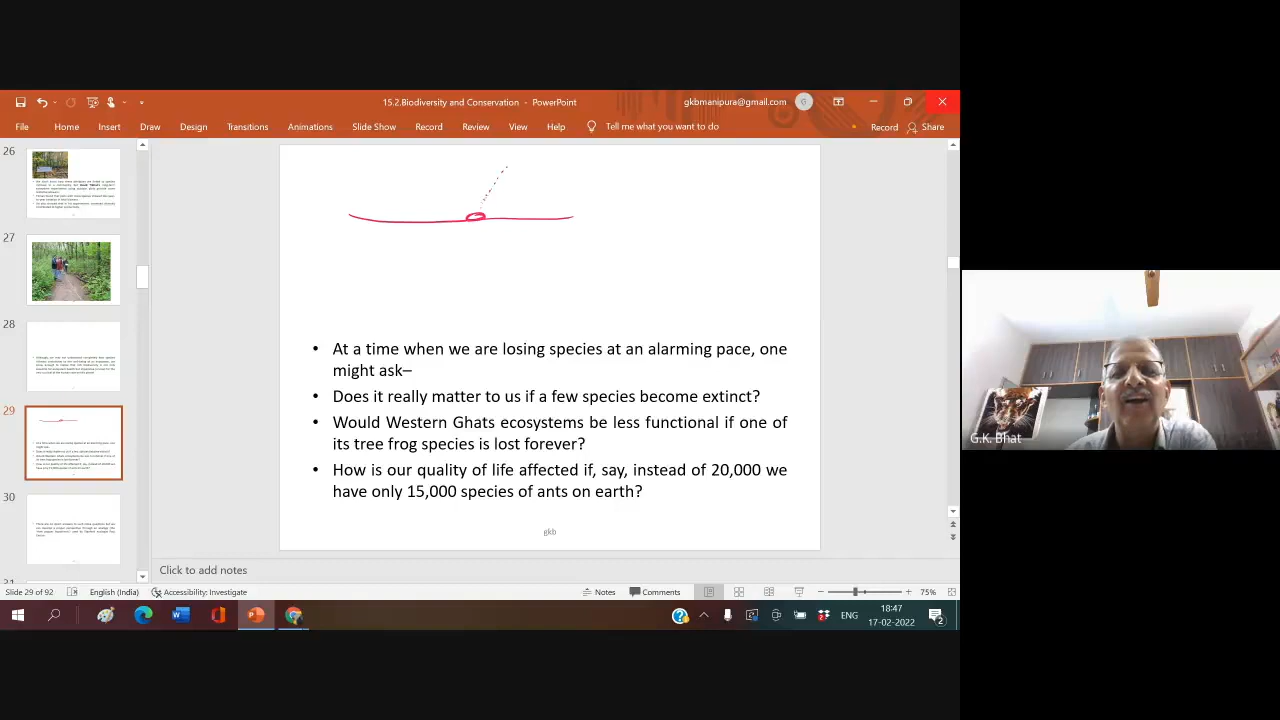 15.2.Biodiversity and Conservation - PowerPoint
gkbmanipura@gmail.com
G
File Home Insert Draw Design Transitions Animations Slide Show Record Review View Help Tell me what you want to do
Record Share
26
27
28
29
30
• At a time when we are losing species at an alarming pace, one
might ask–
• Does it really matter to us if a few species become extinct?
• Would Western Ghats ecosystems be less functional if one of
its tree frog species is lost forever?
• How is our quality of life affected if, say, instead of 20,000 we
have only 15,000 species of ants on earth?
gkb
G.K. Bhat
Click to add notes
Slide 29 of 92 English (India) Accessibility: Investigate Notes Comments 75%
ENG
18:47
17-02-2022
2